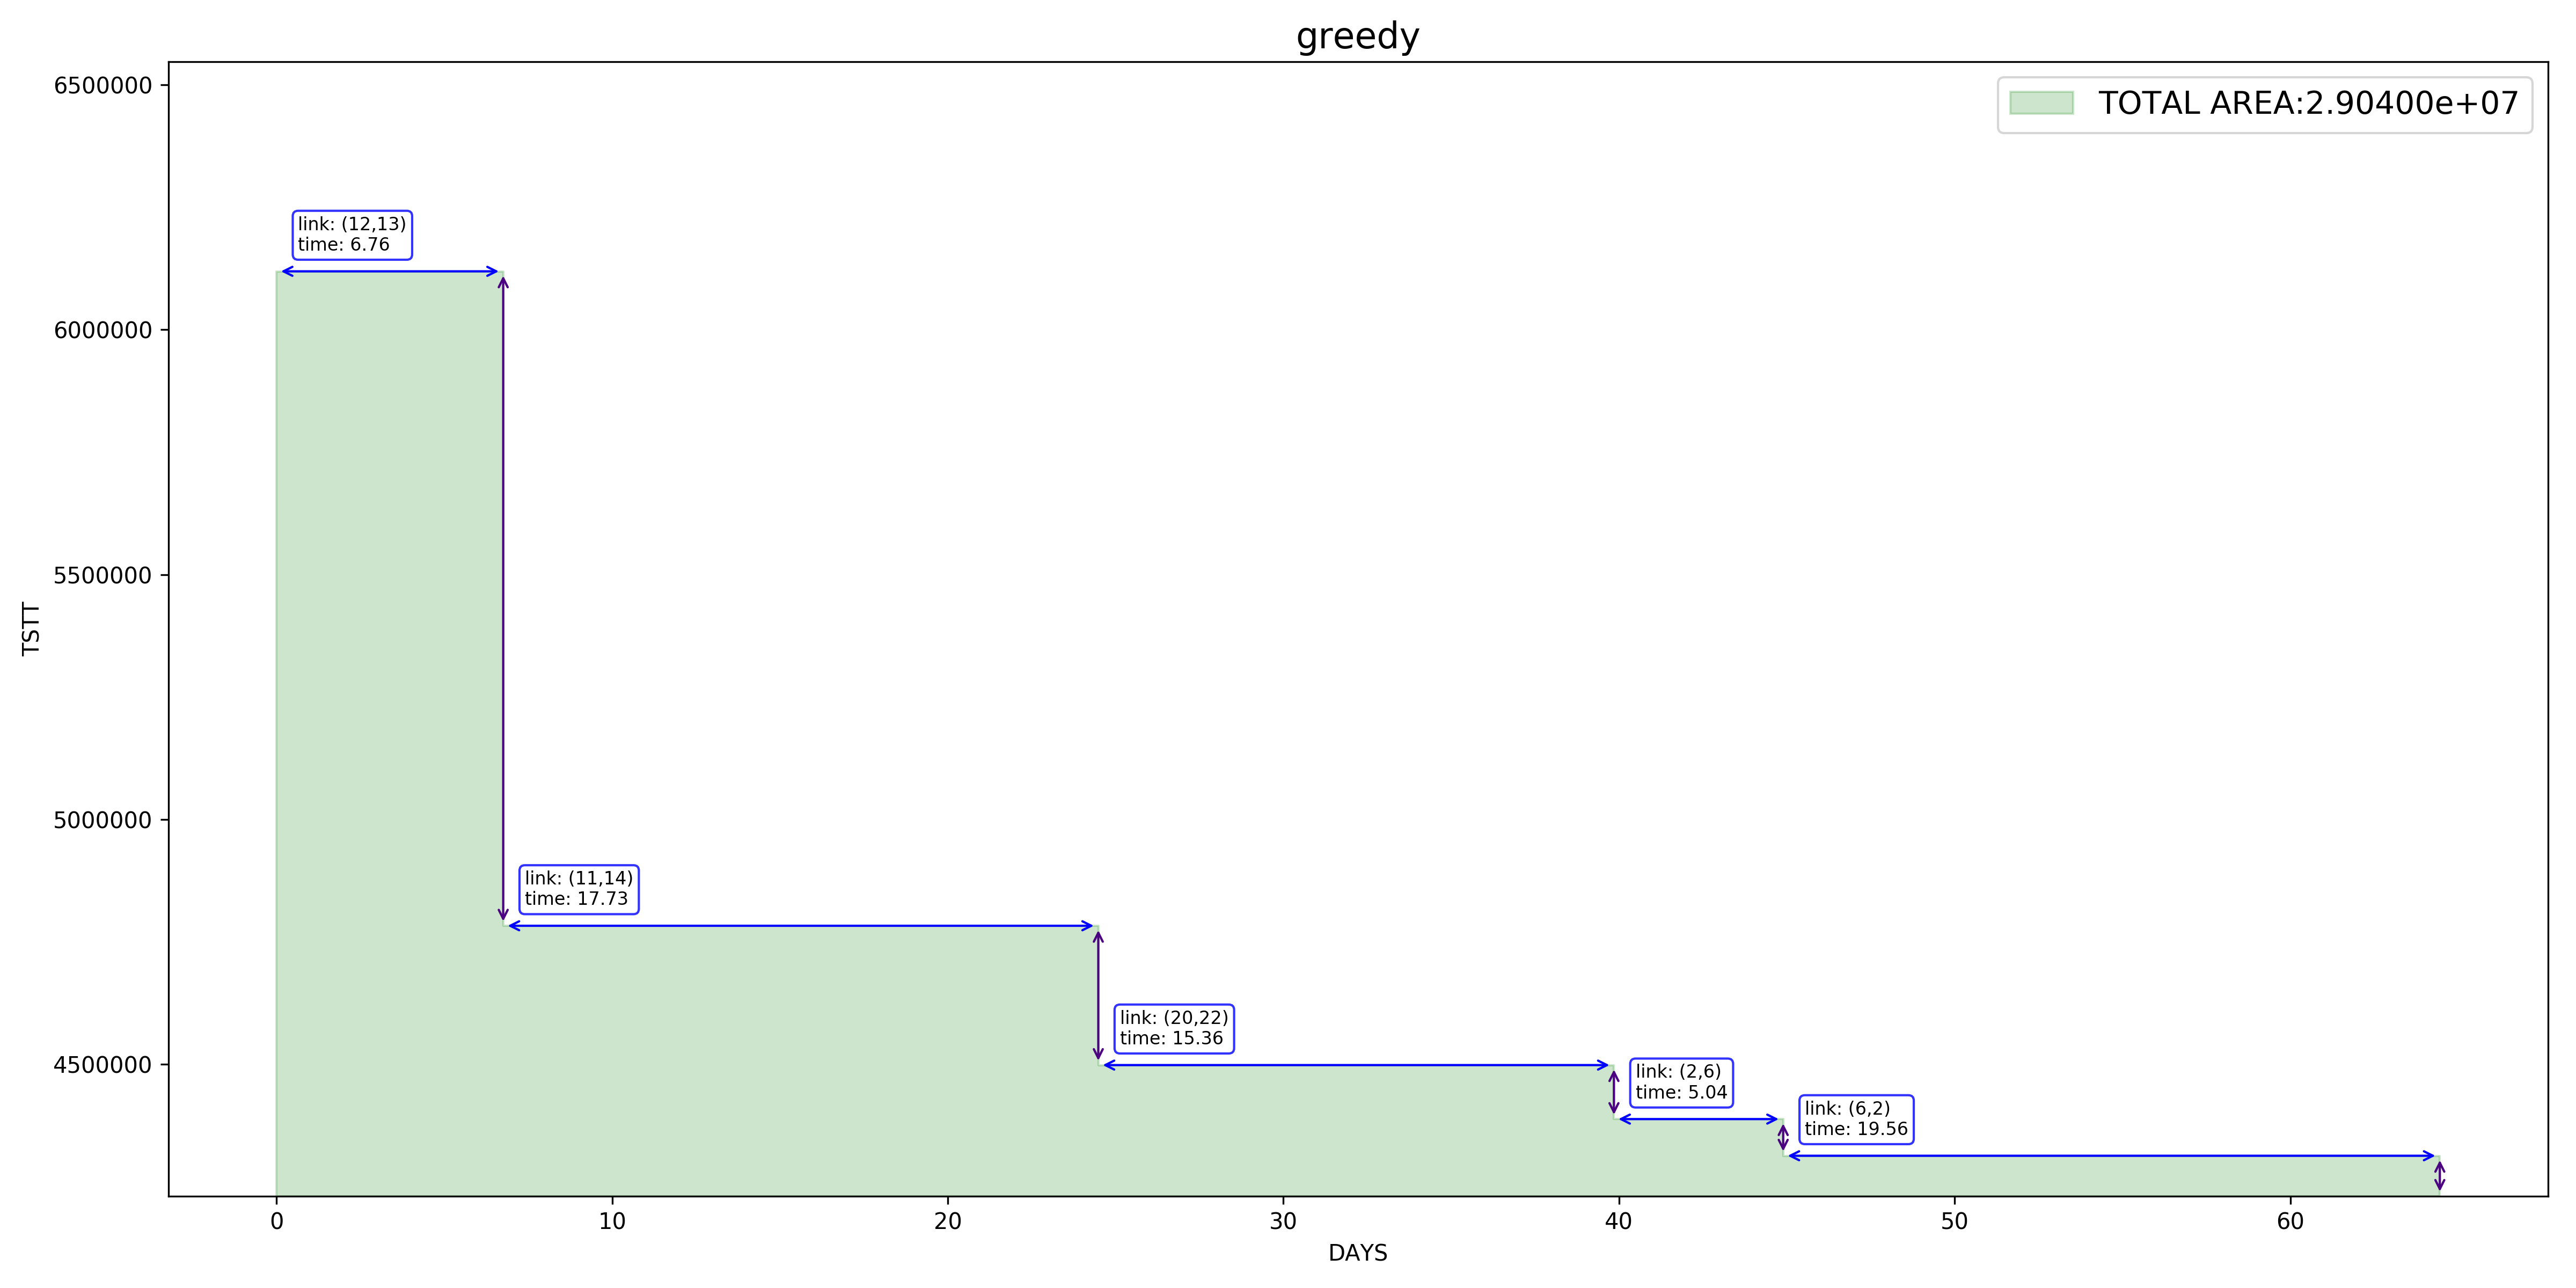 greedy
TOTAL AREA:2.90400e+07
6500000
6000000
5500000
5000000
4500000
TSTT
link: (12,13)
time: 6.76
link: (11,14)
time: 17.73
link: (20,22)
time: 15.36
link: (2,6)
time: 5.04
link: (6,2)
time: 19.56
0 10 20 30 40 50 60
DAYS